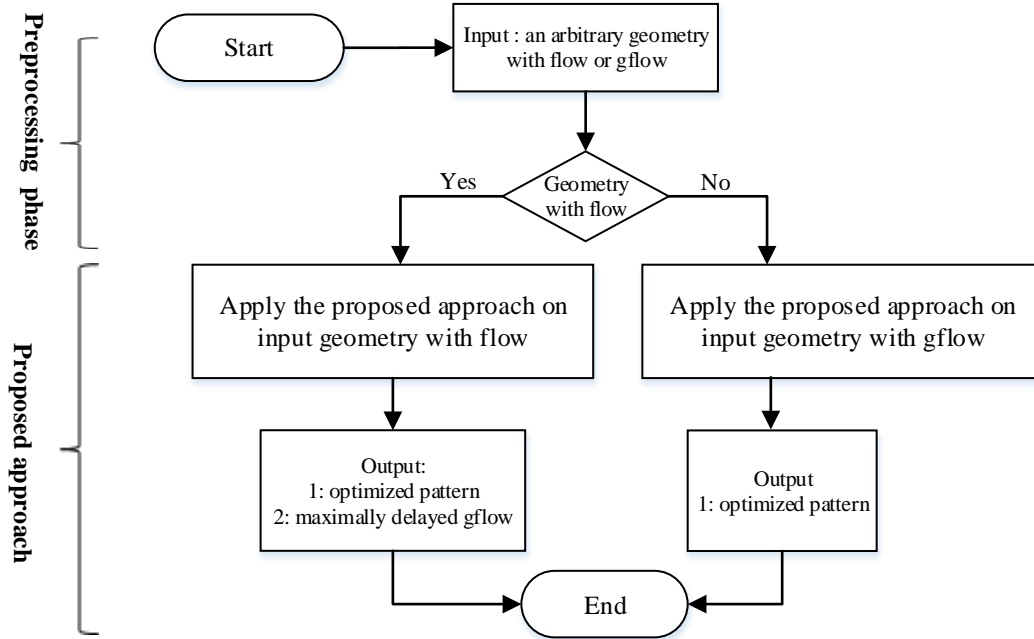 Preprocessing phase
Start
Input : an arbitrary geometry
with flow or gflow
Geometry
with flow
Yes
No
Proposed approach
Apply the proposed approach on
input geometry with flow
Apply the proposed approach on
input geometry with gflow
Output:
1: optimized pattern
2: maximally delayed gflow
Output
1: optimized pattern
End